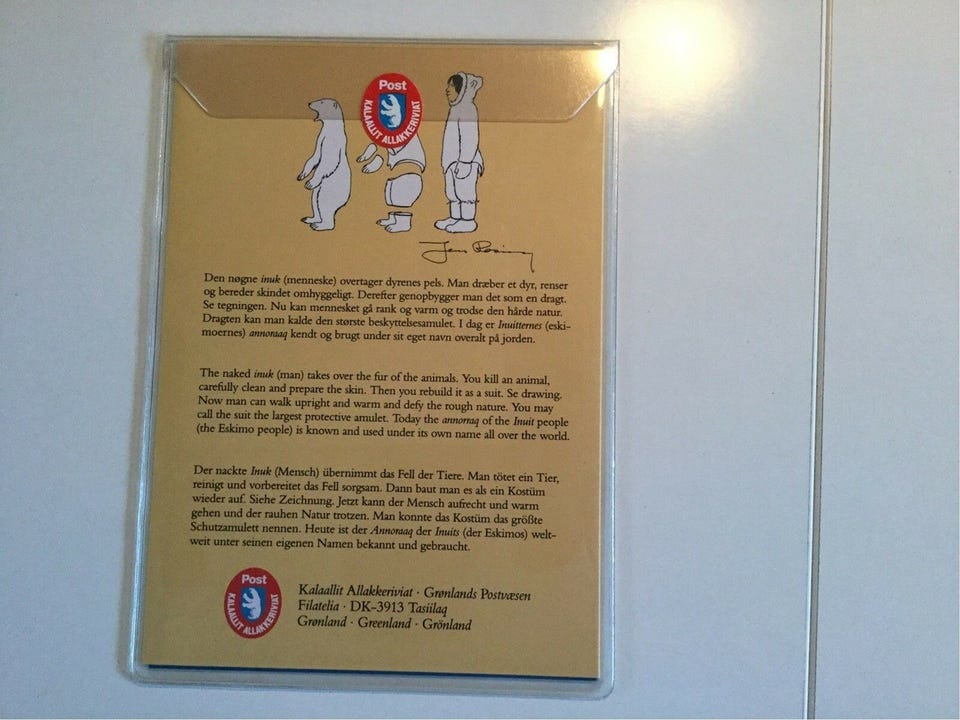 Post
KALAALLIT ALLAKKERIVIAT
Jens Rosing
Den nøgne inuk (menneske) overtager dyrenes pels. Man dræber et dyr, renser
og bereder skindet omhyggeligt. Derefter genopbygger man det som en dragt.
Se tegningen. Nu kan mennesket gå rank og varm og trodse den hårde natur.
Dragten kan man kalde den største beskyttelsesamulet. I dag er Inuitternes (eski-
moernes) annoraaq kendt og brugt under sit eget navn overalt på jorden.
The naked inuk (man) takes over the fur of the animals. You kill an animal,
carefully clean and prepare the skin. Then you rebuild it as a suit. Se drawing.
Now man can walk upright and warm and defy the rough nature. You may
call the suit the largest protective amulet. Today the annorraq of the Inuit people
(the Eskimo people) is known and used under its own name all over the world.
Der nackte Inuk (Mensch) übernimmt das Fell der Tiere. Man tötet ein Tier,
reinigt und vorbereitet das Fell sorgsam. Dann baut man es als ein Kostüm
wieder auf. Siehe Zeichnung. Jetzt kann der Mensch aufrecht und warm
gehen und der rauhen Natur trotzen. Man konnte das Kostüm das größte
Schutzamulett nennen. Heute ist der Annoraaq der Inuits (der Eskimos) welt-
weit unter seinen eigenen Namen bekannt und gebraucht.
Post
KALAALLIT ALLAKKERIVIAT
Kalaallit Allakkeriviat · Grønlands Postvæsen
Filatelia · DK-3913 Tasiilaq
Grønland · Greenland · Grönland